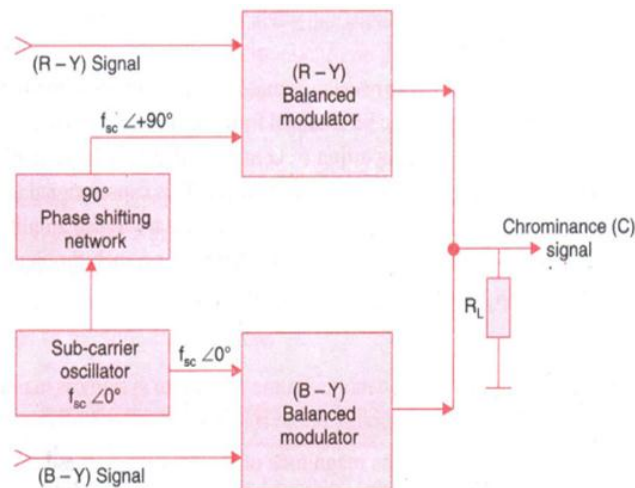 (R – Y) Signal
(R – Y)
Balanced
modulator
f_sc ∠+90°
90°
Phase shifting
network
Chrominance (C)
signal
R_L
Sub-carrier
oscillator
f_sc ∠0°
f_sc ∠0°
(B – Y)
Balanced
modulator
(B – Y) Signal